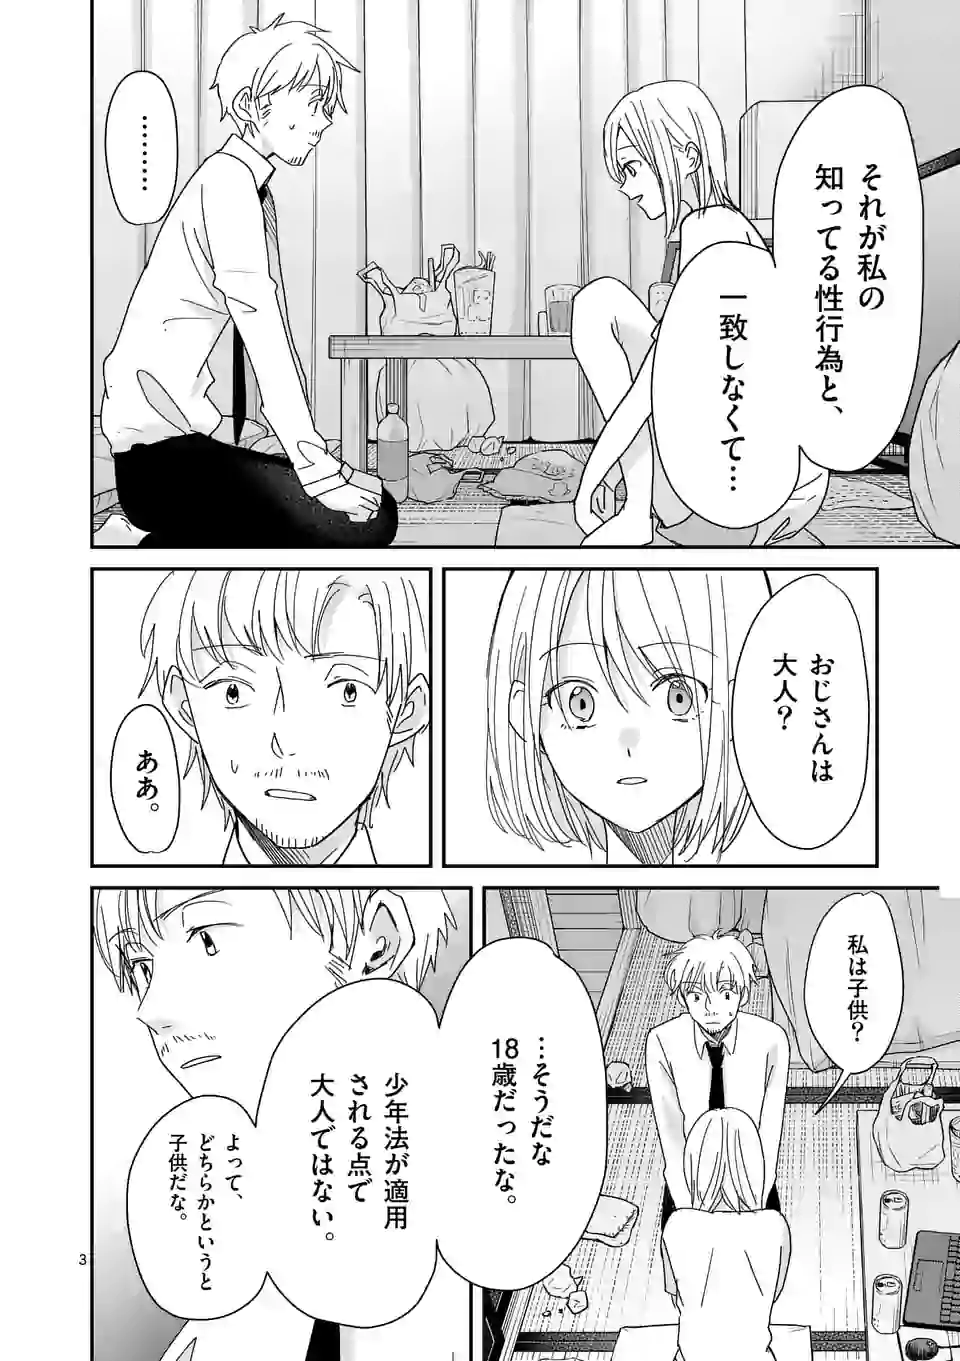 それが私の
知ってる性行為と、
一致しなくて…
………
おじさんは
大人？
ああ。
私は子供？
…そうだな
18歳だったな。
少年法が適用
される点で
大人ではない。
よって、
どちらかというと
子供だな。
3